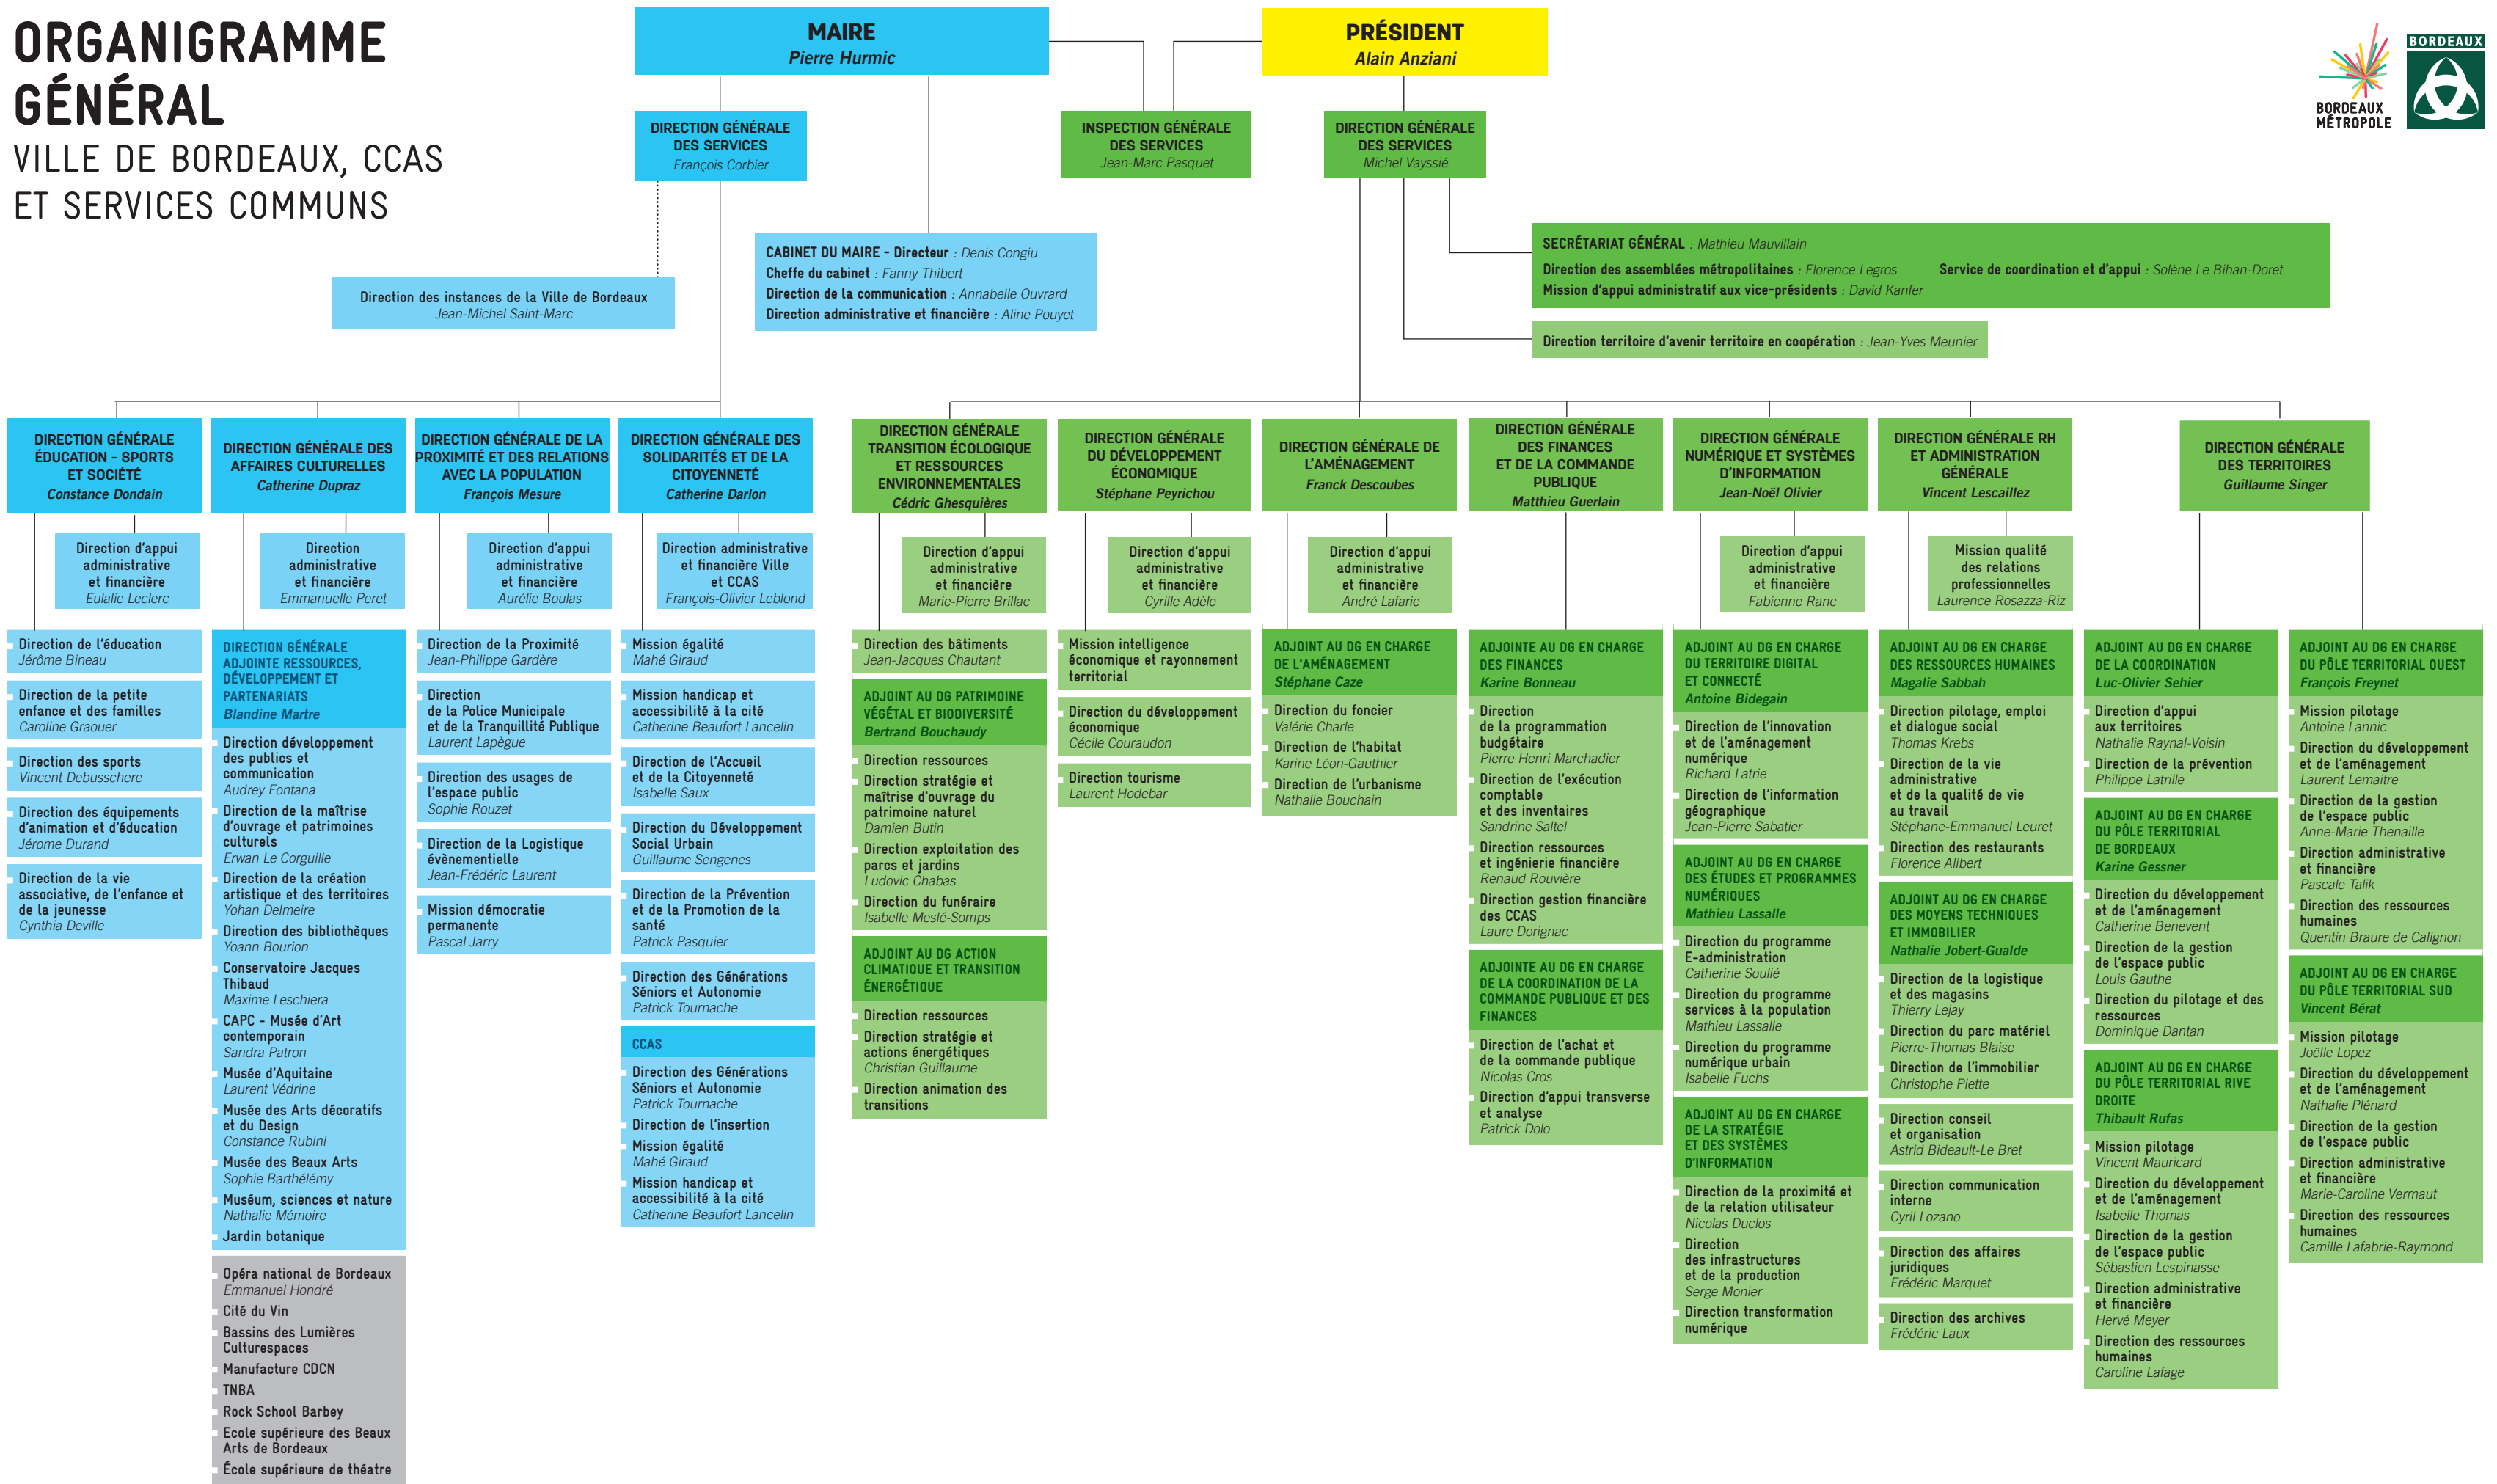 ORGANIGRAMME
GÉNÉRAL
VILLE DE BORDEAUX, CCAS
ET SERVICES COMMUNS
MAIRE
Pierre Hurmic
PRÉSIDENT
Alain Anziani
BORDEAUX
MÉTROPOLE
BORDEAUX
DIRECTION GÉNÉRALE
DES SERVICES
François Corbier
INSPECTION GÉNÉRALE
DES SERVICES
Jean-Marc Pasquet
DIRECTION GÉNÉRALE
DES SERVICES
Michel Vayssié
Direction des instances de la Ville de Bordeaux
Jean-Michel Saint-Marc
CABINET DU MAIRE - Directeur : Denis Congiu
Cheffe du cabinet : Fanny Thibert
Direction de la communication : Annabelle Ouvrard
Direction administrative et financière : Aline Pouyet
SECRÉTARIAT GÉNÉRAL : Mathieu Mauvillain
Direction des assemblées métropolitaines : Florence Legros
Service de coordination et d'appui : Solène Le Bihan-Doret
Mission d'appui administratif aux vice-présidents : David Kanfer
Direction territoire d'avenir territoire en coopération : Jean-Yves Meunier
DIRECTION GÉNÉRALE
ÉDUCATION - SPORTS
ET SOCIÉTÉ
Constance Dondain
Direction d'appui
administrative
et financière
Eulalie Leclerc
Direction de l'éducation
Jérôme Bineau
Direction de la petite
enfance et des familles
Caroline Graouer
Direction des sports
Vincent Debusschere
Direction des équipements
d'animation et d'éducation
Jérome Durand
Direction de la vie
associative, de l'enfance et
de la jeunesse
Cynthia Deville
DIRECTION GÉNÉRALE DES
AFFAIRES CULTURELLES
Catherine Dupraz
Direction
administrative
et financière
Emmanuelle Peret
DIRECTION GÉNÉRALE
ADJOINTE RESSOURCES,
DÉVELOPPEMENT ET
PARTENARIATS
Blandine Martre
Direction développement
des publics et
communication
Audrey Fontana
Direction de la maîtrise
d'ouvrage et patrimoines
culturels
Erwan Le Corguille
Direction de la création
artistique et des territoires
Yohan Delmeire
Direction des bibliothèques
Yoann Bourion
Conservatoire Jacques
Thibaud
Maxime Leschiera
CAPC - Musée d'Art
contemporain
Sandra Patron
Musée d'Aquitaine
Laurent Védrine
Musée des Arts décoratifs
et du Design
Constance Rubini
Musée des Beaux Arts
Sophie Barthélémy
Muséum, sciences et nature
Nathalie Mémoire
Jardin botanique
Opéra national de Bordeaux
Emmanuel Hondré
Cité du Vin
Bassins des Lumières
Culturespaces
Manufacture CDCN
TNBA
Rock School Barbey
Ecole supérieure des Beaux
Arts de Bordeaux
École supérieure de théatre
DIRECTION GÉNÉRALE DE LA
PROXIMITÉ ET DES RELATIONS
AVEC LA POPULATION
François Mesure
Direction d'appui
administrative
et financière
Aurélie Boulas
Direction de la Proximité
Jean-Philippe Gardère
Direction
de la Police Municipale
et de la Tranquillité Publique
Laurent Lapègue
Direction des usages de
l'espace public
Sophie Rouzet
Direction de la Logistique
évènementielle
Jean-Frédéric Laurent
Mission démocratie
permanente
Pascal Jarry
DIRECTION GÉNÉRALE DES
SOLIDARITÉS ET DE LA
CITOYENNETÉ
Catherine Darlon
Direction administrative
et financière Ville
et CCAS
François-Olivier Leblond
Mission égalité
Mahé Giraud
Mission handicap et
accessibilité à la cité
Catherine Beaufort Lancelin
Direction de l'Accueil
et de la Citoyenneté
Isabelle Saux
Direction du Développement
Social Urbain
Guillaume Sengenes
Direction de la Prévention
et de la Promotion de la
santé
Patrick Pasquier
Direction des Générations
Séniors et Autonomie
Patrick Tournache
CCAS
Direction des Générations
Séniors et Autonomie
Patrick Tournache
Direction de l'insertion
Mission égalité
Mahé Giraud
Mission handicap et
accessibilité à la cité
Catherine Beaufort Lancelin
DIRECTION GÉNÉRALE
TRANSITION ÉCOLOGIQUE
ET RESSOURCES
ENVIRONNEMENTALES
Cédric Ghesquières
Direction d'appui
administrative
et financière
Marie-Pierre Brillac
Direction des bâtiments
Jean-Jacques Chautant
ADJOINT AU DG PATRIMOINE
VÉGÉTAL ET BIODIVERSITÉ
Bertrand Bouchaudy
Direction ressources
Direction stratégie et
maîtrise d'ouvrage du
patrimoine naturel
Damien Butin
Direction exploitation des
parcs et jardins
Ludovic Chabas
Direction du funéraire
Isabelle Meslé-Somps
ADJOINT AU DG ACTION
CLIMATIQUE ET TRANSITION
ÉNERGÉTIQUE
Direction ressources
Direction stratégie et
actions énergétiques
Christian Guillaume
Direction animation des
transitions
DIRECTION GÉNÉRALE
DU DÉVELOPPEMENT
ÉCONOMIQUE
Stéphane Peyrichou
Direction d'appui
administrative
et financière
Cyrille Adèle
Mission intelligence
économique et rayonnement
territorial
Direction du développement
économique
Cécile Couraudon
Direction tourisme
Laurent Hodebar
DIRECTION GÉNÉRALE DE
L'AMÉNAGEMENT
Franck Descoubes
Direction d'appui
administrative
et financière
André Lafarie
ADJOINT AU DG EN CHARGE
DE L'AMÉNAGEMENT
Stéphane Caze
Direction du foncier
Valérie Charle
Direction de l'habitat
Karine Léon-Gauthier
Direction de l'urbanisme
Nathalie Bouchain
DIRECTION GÉNÉRALE
DES FINANCES
ET DE LA COMMANDE
PUBLIQUE
Matthieu Guerlain
ADJOINTE AU DG EN CHARGE
DES FINANCES
Karine Bonneau
Direction
de la programmation
budgétaire
Pierre Henri Marchadier
Direction de l'exécution
comptable
et des inventaires
Sandrine Saltel
Direction ressources
et ingénierie financière
Renaud Rouvière
Direction gestion financière
des CCAS
Laure Dorignac
ADJOINTE AU DG EN CHARGE
DE LA COORDINATION DE LA
COMMANDE PUBLIQUE ET DES
FINANCES
Direction de l'achat et
de la commande publique
Nicolas Cros
Direction d'appui transverse
et analyse
Patrick Dolo
DIRECTION GÉNÉRALE
NUMÉRIQUE ET SYSTÈMES
D'INFORMATION
Jean-Noël Olivier
Direction d'appui
administrative
et financière
Fabienne Ranc
ADJOINT AU DG EN CHARGE
DU TERRITOIRE DIGITAL
ET CONNECTÉ
Antoine Bidegain
Direction de l'innovation
et de l'aménagement
numérique
Richard Latrie
Direction de l'information
géographique
Jean-Pierre Sabatier
ADJOINT AU DG EN CHARGE
DES ÉTUDES ET PROGRAMMES
NUMÉRIQUES
Mathieu Lassalle
Direction du programme
E-administration
Catherine Soulié
Direction du programme
services à la population
Mathieu Lassalle
Direction du programme
numérique urbain
Isabelle Fuchs
ADJOINT AU DG EN CHARGE
DE LA STRATÉGIE
ET DES SYSTÈMES
D'INFORMATION
Direction de la proximité et
de la relation utilisateur
Nicolas Duclos
Direction
des infrastructures
et de la production
Serge Monier
Direction transformation
numérique
DIRECTION GÉNÉRALE RH
ET ADMINISTRATION
GÉNÉRALE
Vincent Lescaillez
Mission qualité
des relations
professionnelles
Laurence Rosazza-Riz
ADJOINT AU DG EN CHARGE
DES RESSOURCES HUMAINES
Magalie Sabbah
Direction pilotage, emploi
et dialogue social
Thomas Krebs
Direction de la vie
administrative
et de la qualité de vie
au travail
Stéphane-Emmanuel Leuret
Direction des restaurants
Florence Alibert
ADJOINT AU DG EN CHARGE
DES MOYENS TECHNIQUES
ET IMMOBILIER
Nathalie Jobert-Gualde
Direction de la logistique
et des magasins
Thierry Lejay
Direction du parc matériel
Pierre-Thomas Blaise
Direction de l'immobilier
Christophe Piette
Direction conseil
et organisation
Astrid Bideault-Le Bret
Direction communication
interne
Cyril Lozano
Direction des affaires
juridiques
Frédéric Marquet
Direction des archives
Frédéric Laux
DIRECTION GÉNÉRALE
DES TERRITOIRES
Guillaume Singer
ADJOINT AU DG EN CHARGE
DE LA COORDINATION
Luc-Olivier Sehier
Direction d'appui
aux territoires
Nathalie Raynal-Voisin
Direction de la prévention
Philippe Latrille
ADJOINT AU DG EN CHARGE
DU PÔLE TERRITORIAL
DE BORDEAUX
Karine Gessner
Direction du développement
et de l'aménagement
Catherine Benevent
Direction de la gestion
de l'espace public
Louis Gauthe
Direction du pilotage et des
ressources
Dominique Dantan
ADJOINT AU DG EN CHARGE
DU PÔLE TERRITORIAL RIVE
DROITE
Thibault Rufas
Mission pilotage
Vincent Mauricard
Direction du développement
et de l'aménagement
Isabelle Thomas
Direction de la gestion
de l'espace public
Sébastien Lespinasse
Direction administrative
et financière
Hervé Meyer
Direction des ressources
humaines
Caroline Lafage
ADJOINT AU DG EN CHARGE
DU PÔLE TERRITORIAL OUEST
François Freynet
Mission pilotage
Antoine Lannic
Direction du développement
et de l'aménagement
Laurent Lemaitre
Direction de la gestion
de l'espace public
Anne-Marie Thenaille
Direction administrative
et financière
Pascale Talik
Direction des ressources
humaines
Quentin Braure de Calignon
ADJOINT AU DG EN CHARGE
DU PÔLE TERRITORIAL SUD
Vincent Bérat
Mission pilotage
Joëlle Lopez
Direction du développement
et de l'aménagement
Nathalie Plénard
Direction de la gestion
de l'espace public
Direction administrative
et financière
Marie-Caroline Vermaut
Direction des ressources
humaines
Camille Lafabrie-Raymond